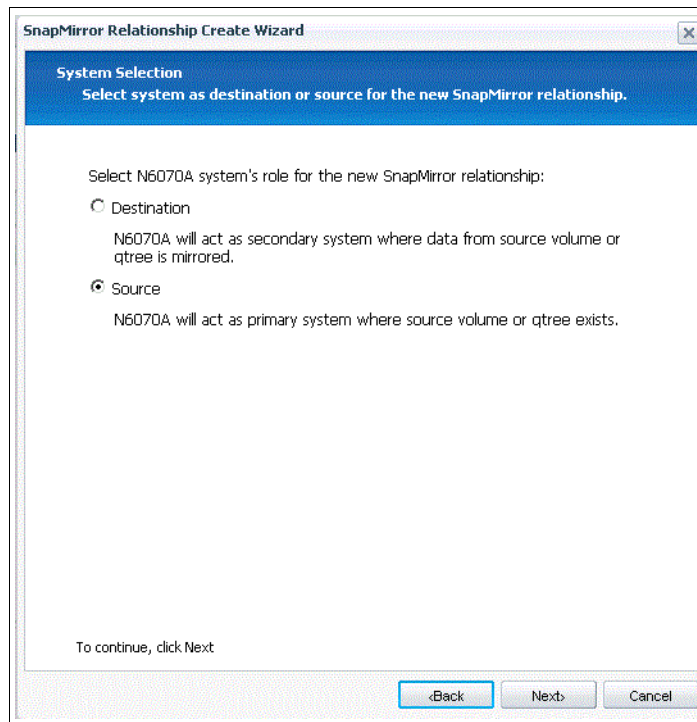 SnapMirror Relationship Create Wizard
System Selection
Select system as destination or source for the new SnapMirror relationship.
Select N6070A system's role for the new SnapMirror relationship:
Destination
N6070A will act as secondary system where data from source volume or
qtree is mirrored.
Source
N6070A will act as primary system where source volume or qtree exists.
To continue, click Next
‹Back Next› Cancel